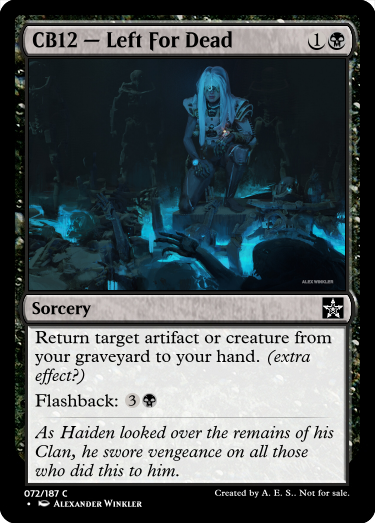 CB12 — Left For Dead 1
ALEX WINKLER
Sorcery
Return target artifact or creature from
your graveyard to your hand. (extra
effect?)
Flashback: 3
As Haiden looked over the remains of his
Clan, he swore vengeance on all those
who did this to him.
072/187 C
Created by A. E. S.. Not for sale.
• ALEXANDER WINKLER